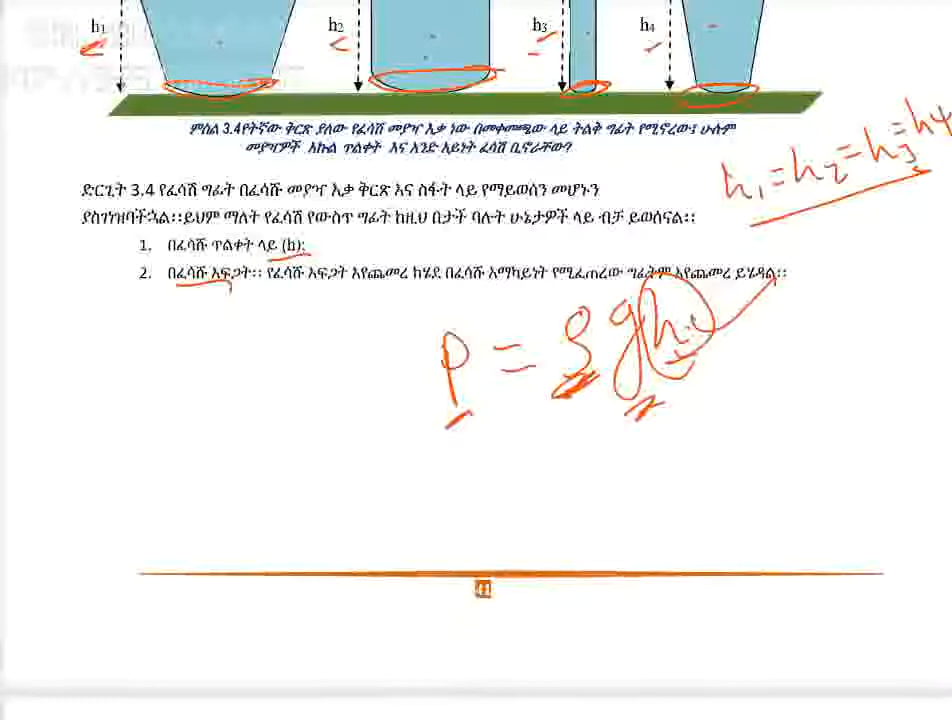 h₁ h₂ h₃ h₄
ምስል 3.4የትኛው ቅርጽ ያለው የፈሳሽ መያዣ እቃ ነው በመቀመጫው ላይ ትልቅ ግፊት የሚኖረው፤ ሁሉም
መያዣዎች እኩል ጥልቀት እና አንድ አይነት ፈሳሽ ቢኖራቸው?
h₁ = h₂ = h₃ = h4
ድርጊት 3.4 የፈሳሽ ግፊት በፈሳሹ መያዣ እቃ ቅርጽ እና ስፋት ላይ የማይወሰን መሆኑን
ያስገነዝባችኋል፡፡ይህም ማለት የፈሳሽ የውስጥ ግፊት ከዚህ በታች ባሉት ሁኔታዎች ላይ ብቻ ይወሰናል፡፡
1. በፈሳሹ ጥልቀት ላይ (h):
2. በፈሳሹ እፍጋት፡፡ የፈሳሹ እፍጋት እየጨመረ ከሄደ በፈሳሹ አማካይነት የሚፈጠረው ግፊትም እየጨመረ ይሄዳል፡፡
P = ρgh
41